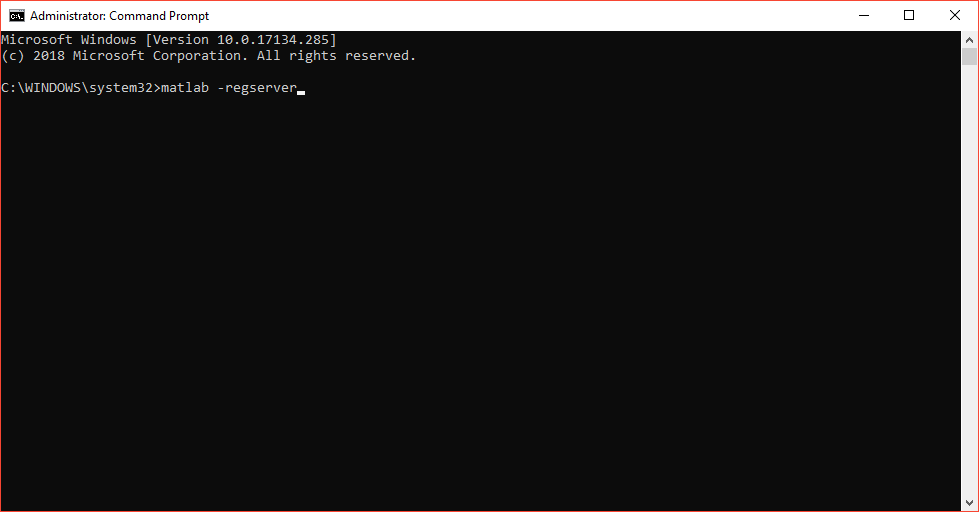 Administrator: Command Prompt
Microsoft Windows [Version 10.0.17134.285]
(c) 2018 Microsoft Corporation. All rights reserved.
C:\WINDOWS\system32>matlab -regserver